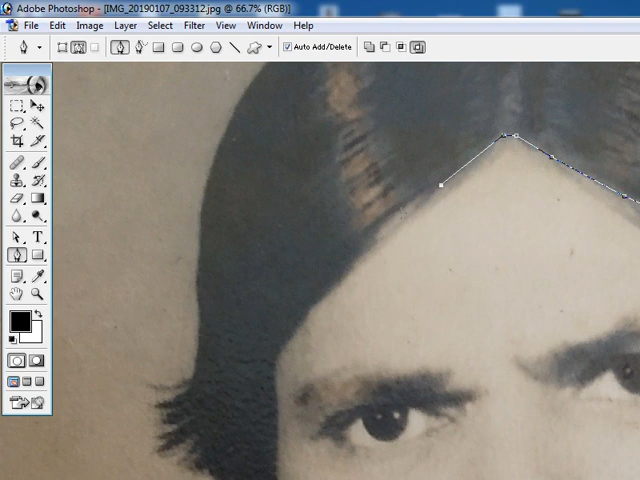 Adobe Photoshop - [IMG_20190107_093312.jpg @ 66.7% (RGB)]
File Edit Image Layer Select Filter View Window Help
Auto Add/Delete
T